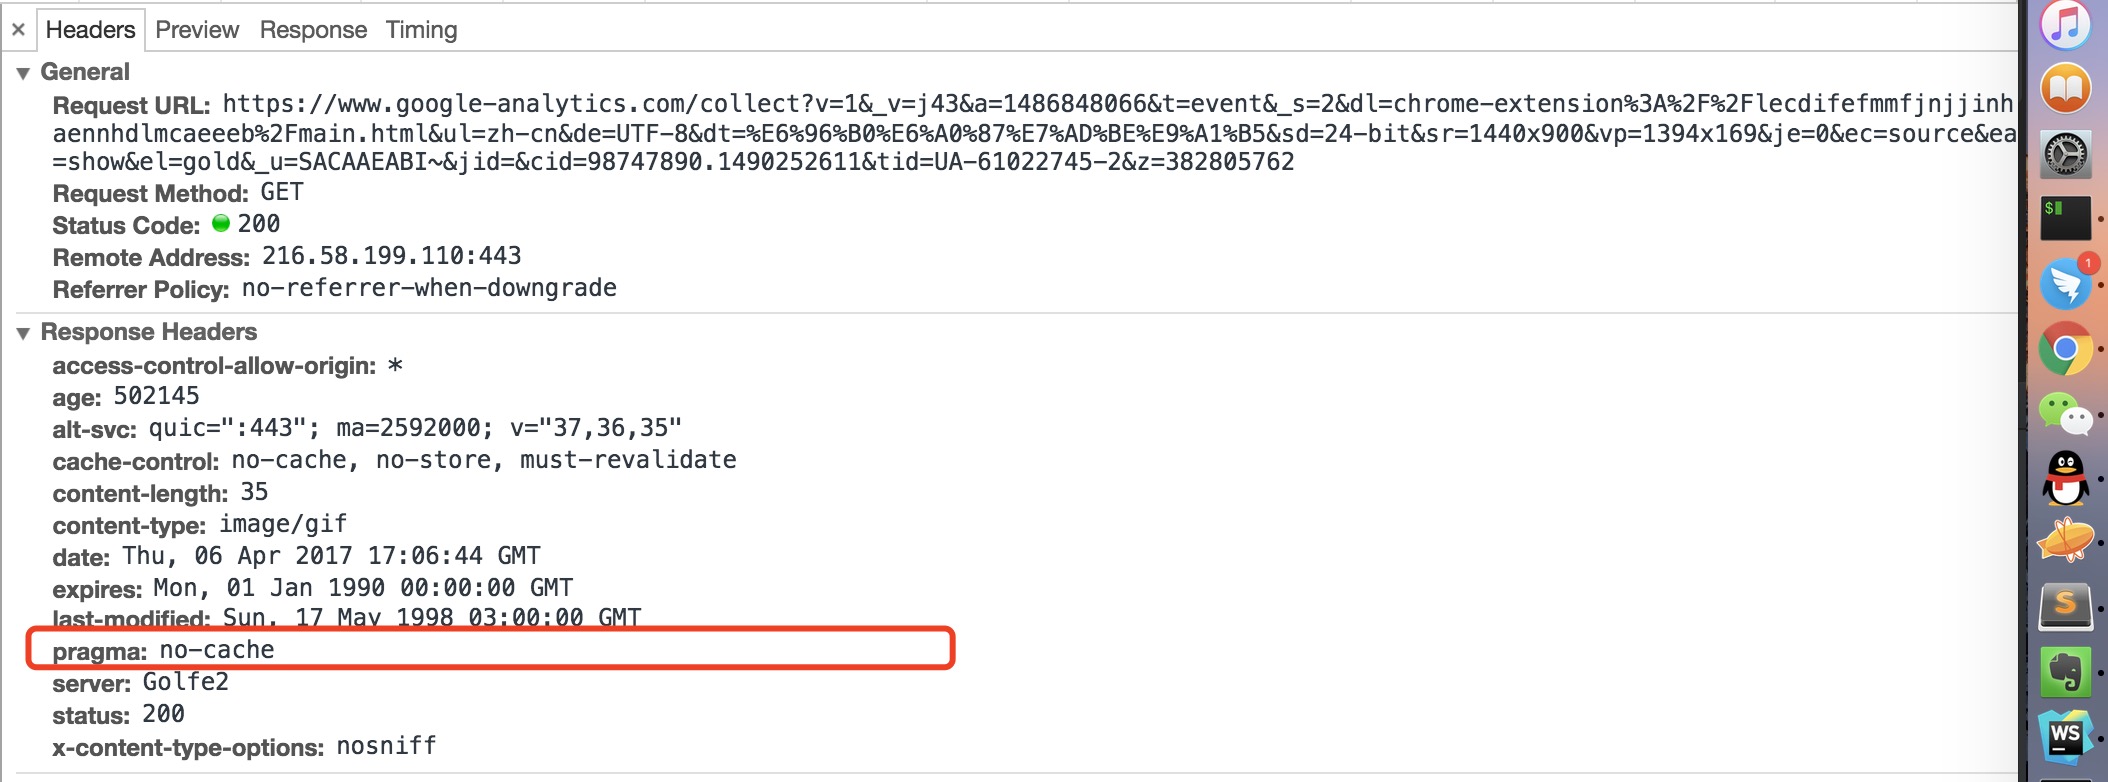 × Headers Preview Response Timing
▼ General
Request URL: https://www.google-analytics.com/collect?v=1&_v=j43&a=1486848066&t=event&_s=2&dl=chrome-extension%3A%2F%2Flecdifefmmfjnjjinh
aennhdlmcaeeeb%2Fmain.html&ul=zh-cn&de=UTF-8&dt=%E6%96%B0%E6%A0%87%E7%AD%BE%E9%A1%B5&sd=24-bit&sr=1440x900&vp=1394x169&je=0&ec=source&ea
=show&el=gold&_u=SACAAEABI~&jid=&cid=98747890.1490252611&tid=UA-61022745-2&z=382805762
Request Method: GET
Status Code: 200
Remote Address: 216.58.199.110:443
Referrer Policy: no-referrer-when-downgrade
▼ Response Headers
access-control-allow-origin: *
age: 502145
alt-svc: quic=":443"; ma=2592000; v="37,36,35"
cache-control: no-cache, no-store, must-revalidate
content-length: 35
content-type: image/gif
date: Thu, 06 Apr 2017 17:06:44 GMT
expires: Mon, 01 Jan 1990 00:00:00 GMT
last-modified: Sun, 17 May 1998 03:00:00 GMT
pragma: no-cache
server: Golfe2
status: 200
x-content-type-options: nosniff
$
1
S
WS